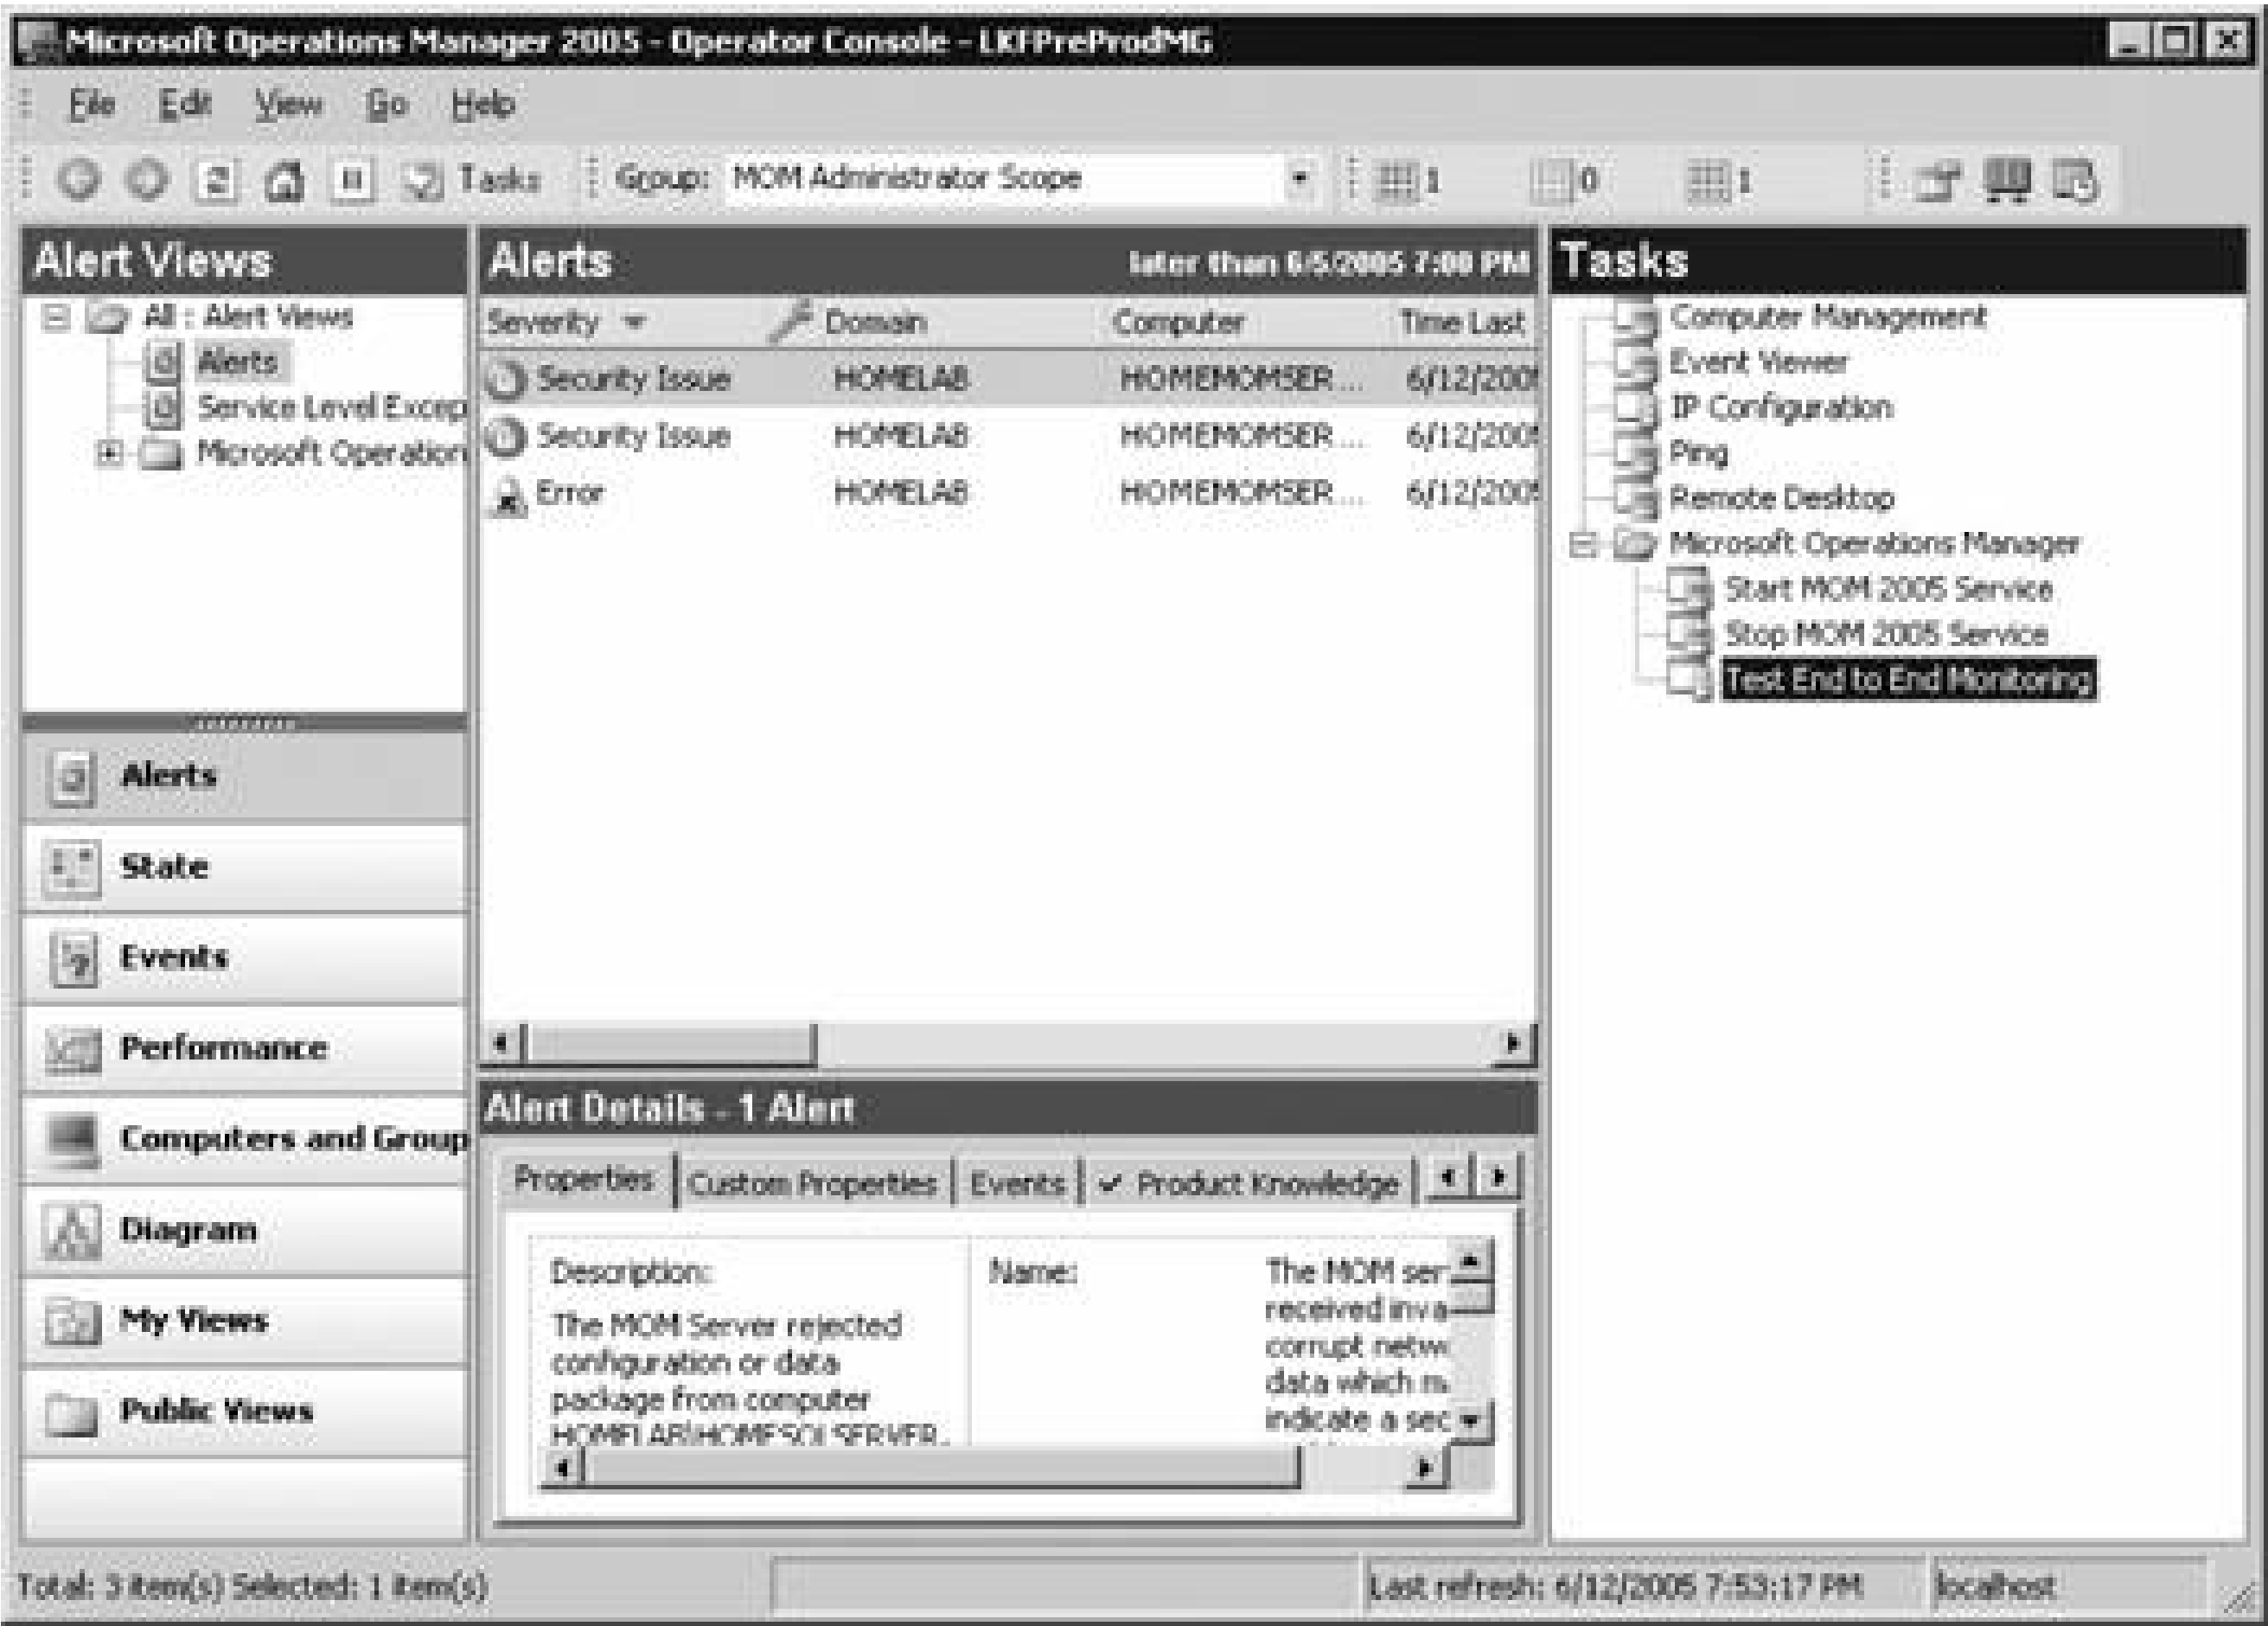 Microsoft Operations Manager 2005 - Operator Console - LKFPreProdMG
File Edit View Go Help
Tasks Group: MOM Administrator Scope 1 0 1
Alert Views
All : Alert Views
Alerts
Service Level Excep
Microsoft Operation
Alerts
State
Events
Performance
Computers and Group
Diagram
My Views
Public Views
Alerts later than 6/5/2005 7:00 PM
Severity Domain Computer Time Last
Security Issue HOMELAB HOMEMOMSER... 6/12/200
Security Issue HOMELAB HOMEMOMSER... 6/12/200
Error HOMELAB HOMEMOMSER... 6/12/200
Alert Details - 1 Alert
Properties Custom Properties Events Product Knowledge
Description:
The MOM Server rejected
configuration or data
package from computer
HOMELAB\HOMESQLSERVER.
Name:
The MOM ser
received inva
corrupt netw
data which m
indicate a sec
Tasks
Computer Management
Event Viewer
IP Configuration
Ping
Remote Desktop
Microsoft Operations Manager
Start MOM 2005 Service
Stop MOM 2005 Service
Test End to End Monitoring
Total: 3 item(s) Selected: 1 item(s)
Last refresh: 6/12/2005 7:53:17 PM
localhost